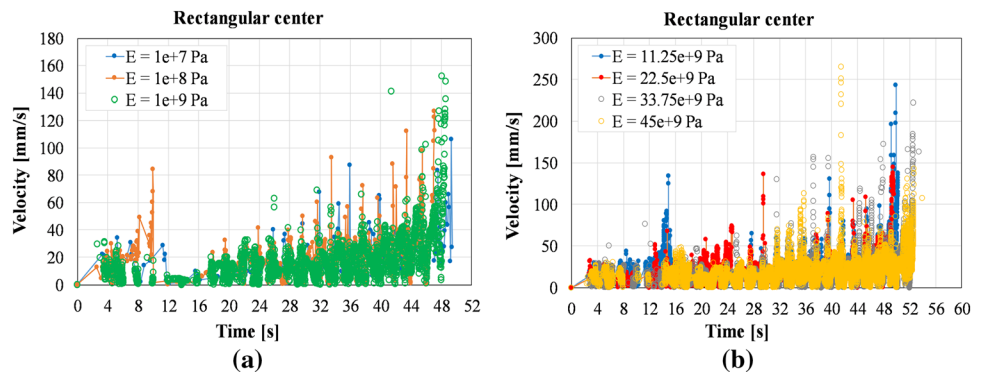 Rectangular center
180
160
140
120
100
80
60
40
20
0
Velocity [mm/s]
E = 1e+7 Pa
E = 1e+8 Pa
E = 1e+9 Pa
0 4 8 12 16 20 24 28 32 36 40 44 48 52
Time [s]
(a)
Rectangular center
300
250
200
150
100
50
0
Velocity [mm/s]
E = 11.25e+9 Pa
E = 22.5e+9 Pa
E = 33.75e+9 Pa
E = 45e+9 Pa
0 4 8 12 16 20 24 28 32 36 40 44 48 52 56 60
Time [s]
(b)